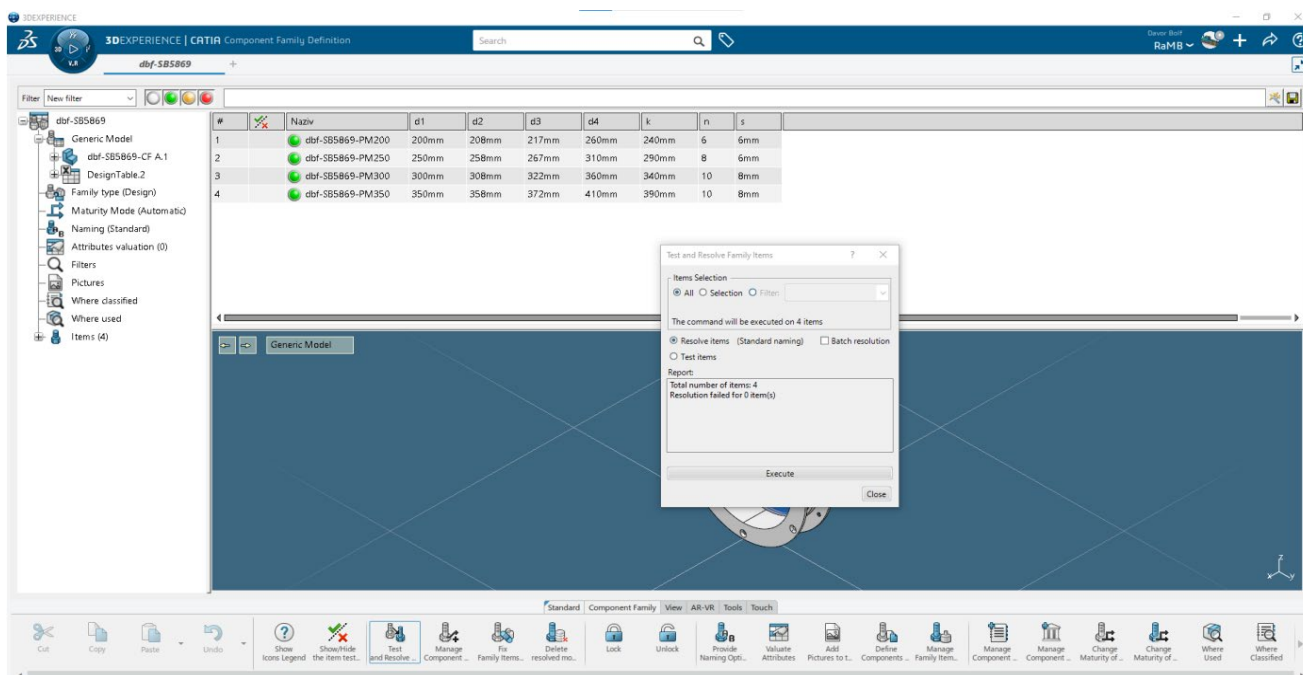 3DEXPERIENCE
3DEXPERIENCE | CATIA Component Family Definition
Search
Davor Bolf
RaMB
3D
V.R
dbf-SB5869
Filter New filter
dbf-SB5869
Generic Model
dbf-SB5869-CF A.1
DesignTable.2
Family type (Design)
Maturity Mode (Automatic)
Naming (Standard)
Attributes valuation (0)
Filters
Pictures
Where classified
Where used
Items (4)
# Naziv d1 d2 d3 d4 k n s
1 dbf-SB5869-PM200 200mm 208mm 217mm 260mm 240mm 6 6mm
2 dbf-SB5869-PM250 250mm 258mm 267mm 310mm 290mm 8 6mm
3 dbf-SB5869-PM300 300mm 308mm 322mm 360mm 340mm 10 8mm
4 dbf-SB5869-PM350 350mm 358mm 372mm 410mm 390mm 10 8mm
Generic Model
Test and Resolve Family Items ? ×
Items Selection
All Selection Filter:
The command will be executed on 4 items
Resolve items (Standard naming) Batch resolution
Test items
Report:
Total number of items: 4
Resolution failed for 0 item(s)
Execute
Close
z
x y
Standard Component Family View AR-VR Tools Touch
Cut
Copy
Paste
Undo
Show
Icons Legend
Show/Hide
the item test...
Test
and Resolve ...
Manage
Component ...
Fix
Family Items...
Delete
resolved mo...
Lock
Unlock
Provide
Naming Opti...
Valuate
Attributes
Add
Pictures to t...
Define
Components ...
Manage
Family Item...
Manage
Component ...
Manage
Component ...
Change
Maturity of ...
Change
Maturity of ...
Where
Used
Where
Classified